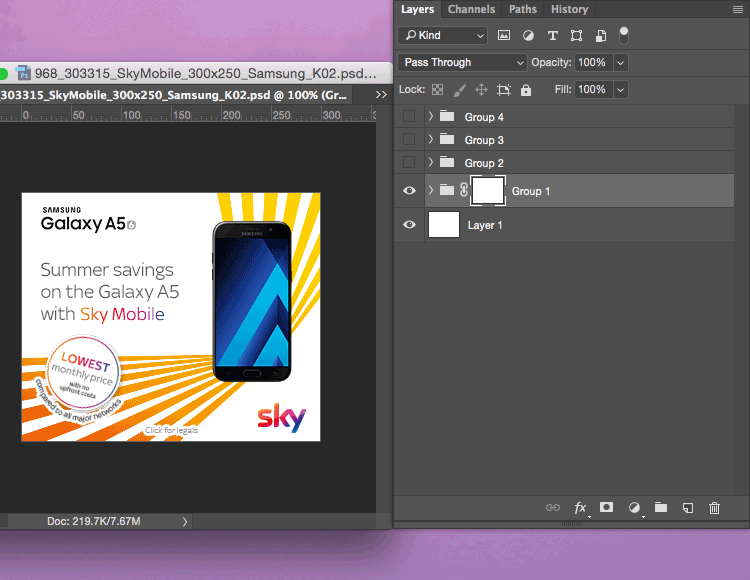 Layers Channels Paths History
Kind
Pass Through Opacity: 100%
Lock: Fill: 100%
Group 4
Group 3
Group 2
Group 1
Layer 1
fx
968_303315_SkyMobile_300x250_Samsung_K02.psd...
303315_SkyMobile_300x250_Samsung_K02.psd @ 100% (Gr...
0 50 100 150 200 250 300
SAMSUNG
Galaxy A5 6
Summer savings
on the Galaxy A5
with Sky Mobile
SAMSUNG
LOWEST
monthly price
with no
upfront costs
compared to all major networks
sky
Click for legals
Doc: 219.7K/7.67M